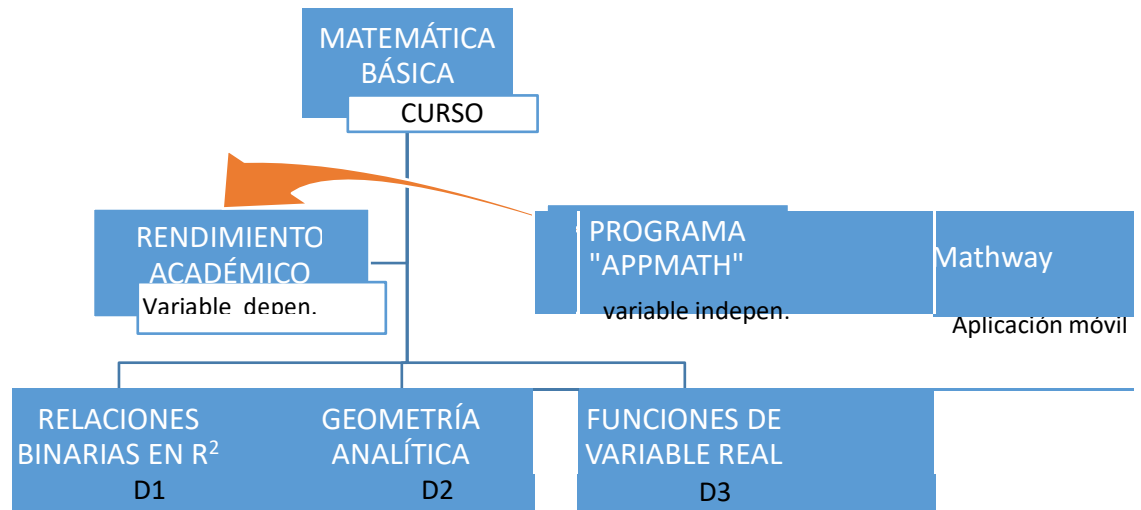 MATEMÁTICA
BÁSICA
CURSO
RENDIMIENTO
ACADÉMICO
Variable depen.
PROGRAMA
"APPMATH"
variable indepen.
Mathway
Aplicación móvil
RELACIONES
BINARIAS EN R²
D1
GEOMETRÍA
ANALÍTICA
D2
FUNCIONES DE
VARIABLE REAL
D3